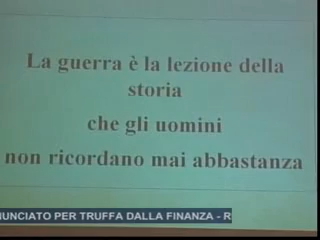 La guerra è la lezione della
storia
che gli uomini
non ricordano mai abbastanza
NUNCIATO PER TRUFFA DALLA FINANZA - R